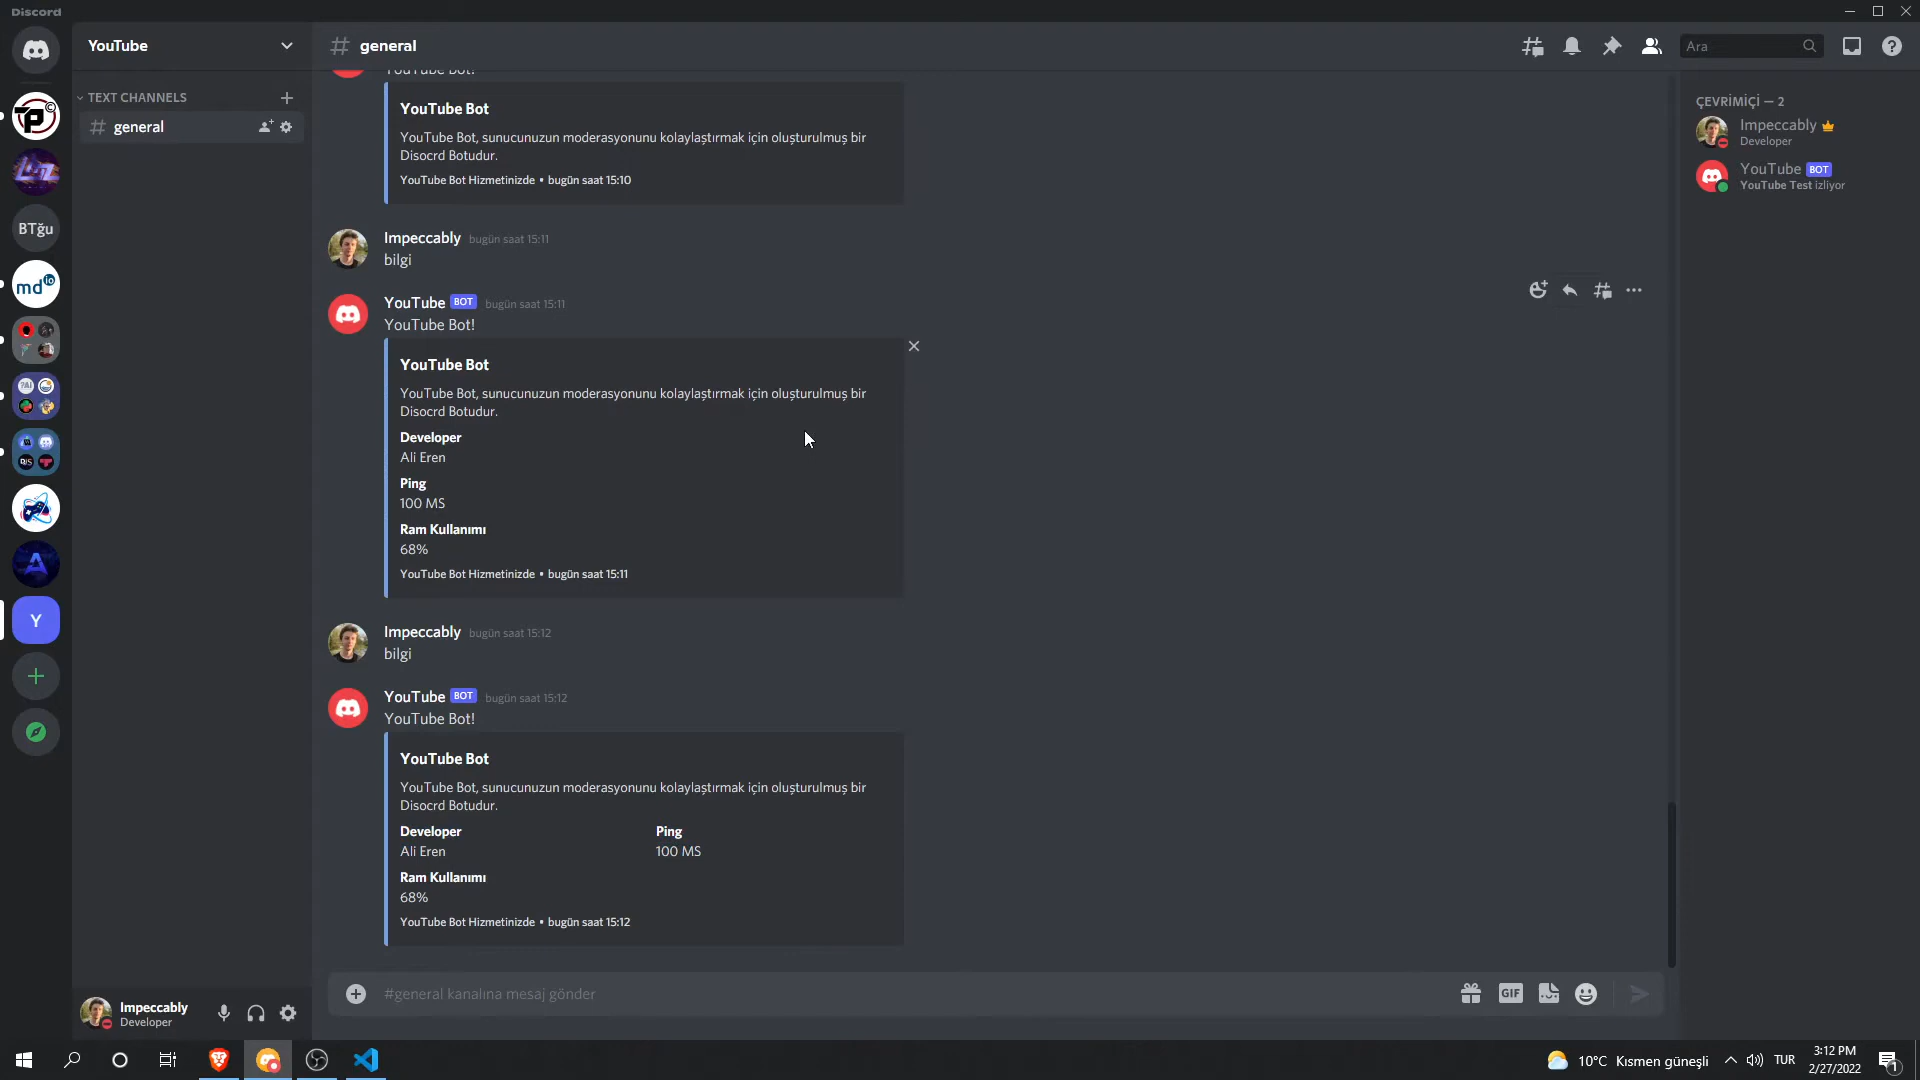 Discord
YouTube
general
Ara
TEXT CHANNELS
general
ÇEVRİMİÇİ — 2
Impeccably
Developer
YouTube BOT
YouTube Test izliyor
BTğu
md io
Y
YouTube Bot!
YouTube Bot
YouTube Bot, sunucunuzun moderasyonunu kolaylaştırmak için oluşturulmuş bir
Disocrd Botudur.
YouTube Bot Hizmetinizde • bugün saat 15:10
Impeccably bugün saat 15:11
bilgi
YouTube BOT bugün saat 15:11
YouTube Bot!
YouTube Bot
YouTube Bot, sunucunuzun moderasyonunu kolaylaştırmak için oluşturulmuş bir
Disocrd Botudur.
Developer
Ali Eren
Ping
100 MS
Ram Kullanımı
68%
YouTube Bot Hizmetinizde • bugün saat 15:11
Impeccably bugün saat 15:12
bilgi
YouTube BOT bugün saat 15:12
YouTube Bot!
YouTube Bot
YouTube Bot, sunucunuzun moderasyonunu kolaylaştırmak için oluşturulmuş bir
Disocrd Botudur.
Developer Ping
Ali Eren 100 MS
Ram Kullanımı
68%
YouTube Bot Hizmetinizde • bugün saat 15:12
#general kanalına mesaj gönder
GIF
Impeccably
Developer
10°C Kısmen güneşli
TUR
3:12 PM
2/27/2022
1